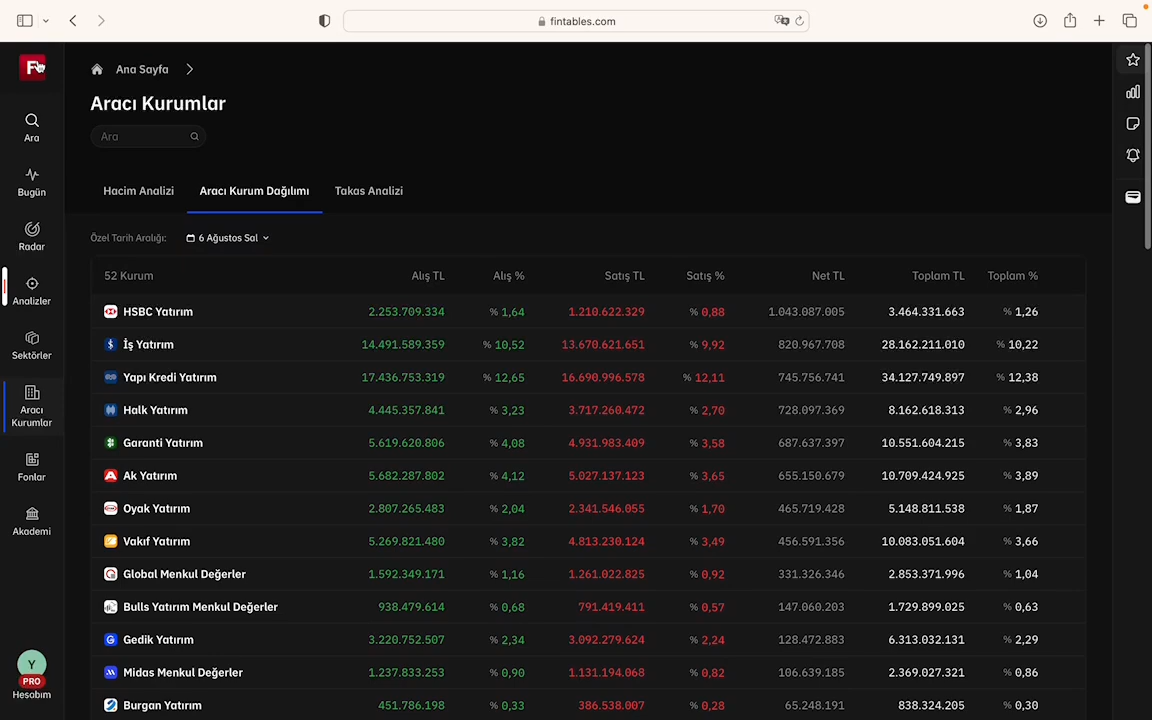 fintables.com
Ana Sayfa
Aracı Kurumlar
Ara
Hacim Analizi Aracı Kurum Dağılımı Takas Analizi
Özel Tarih Aralığı: 6 Ağustos Sal
52 Kurum Alış TL Alış % Satış TL Satış % Net TL Toplam TL Toplam %
HSBC Yatırım 2.253.709.334 % 1,64 1.210.622.329 % 0,88 1.043.087.005 3.464.331.663 % 1,26
İş Yatırım 14.491.589.359 % 10,52 13.670.621.651 % 9,92 820.967.708 28.162.211.010 % 10,22
Yapı Kredi Yatırım 17.436.753.319 % 12,65 16.690.996.578 % 12,11 745.756.741 34.127.749.897 % 12,38
Halk Yatırım 4.445.357.841 % 3,23 3.717.260.472 % 2,70 728.097.369 8.162.618.313 % 2,96
Garanti Yatırım 5.619.620.806 % 4,08 4.931.983.409 % 3,58 687.637.397 10.551.604.215 % 3,83
Ak Yatırım 5.682.287.802 % 4,12 5.027.137.123 % 3,65 655.150.679 10.709.424.925 % 3,89
Oyak Yatırım 2.807.265.483 % 2,04 2.341.546.055 % 1,70 465.719.428 5.148.811.538 % 1,87
Vakıf Yatırım 5.269.821.480 % 3,82 4.813.230.124 % 3,49 456.591.356 10.083.051.604 % 3,66
Global Menkul Değerler 1.592.349.171 % 1,16 1.261.022.825 % 0,92 331.326.346 2.853.371.996 % 1,04
Bulls Yatırım Menkul Değerler 938.479.614 % 0,68 791.419.411 % 0,57 147.060.203 1.729.899.025 % 0,63
Gedik Yatırım 3.220.752.507 % 2,34 3.092.279.624 % 2,24 128.472.883 6.313.032.131 % 2,29
Midas Menkul Değerler 1.237.833.253 % 0,90 1.131.194.068 % 0,82 106.639.185 2.369.027.321 % 0,86
Burgan Yatırım 451.786.198 % 0,33 386.538.007 % 0,28 65.248.191 838.324.205 % 0,30
Ara
Bugün
Radar
Analizler
Sektörler
Aracı
Kurumlar
Fonlar
Akademi
Y
PRO
Hesobım